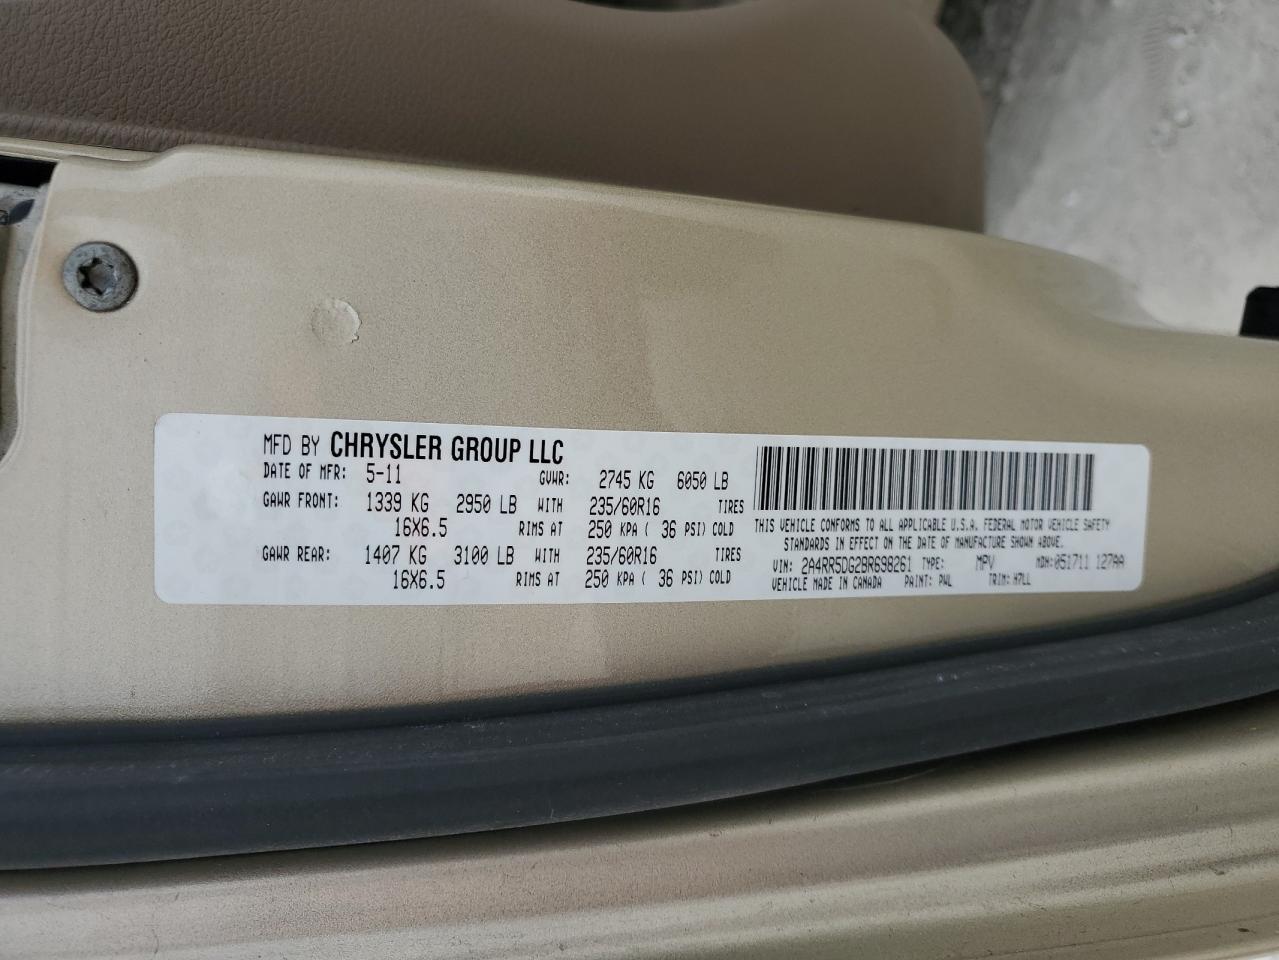 MFD BY CHRYSLER GROUP LLC
DATE OF MFR: 5-11 GVWR: 2745 KG 6050 LB
GAWR FRONT: 1339 KG 2950 LB WITH 235/60R16 TIRES
16X6.5 RIMS AT 250 KPA ( 36 PSI) COLD
GAWR REAR: 1407 KG 3100 LB WITH 235/60R16 TIRES
16X6.5 RIMS AT 250 KPA ( 36 PSI) COLD
THIS VEHICLE CONFORMS TO ALL APPLICABLE U.S.A. FEDERAL MOTOR VEHICLE SAFETY
STANDARDS IN EFFECT ON THE DATE OF MANUFACTURE SHOWN ABOVE.
VIN: 2A4RR5DG2BR698261 TYPE: MPV MDH: 051711 127AA
VEHICLE MADE IN CANADA PAINT: PWL TRIM: H7LL